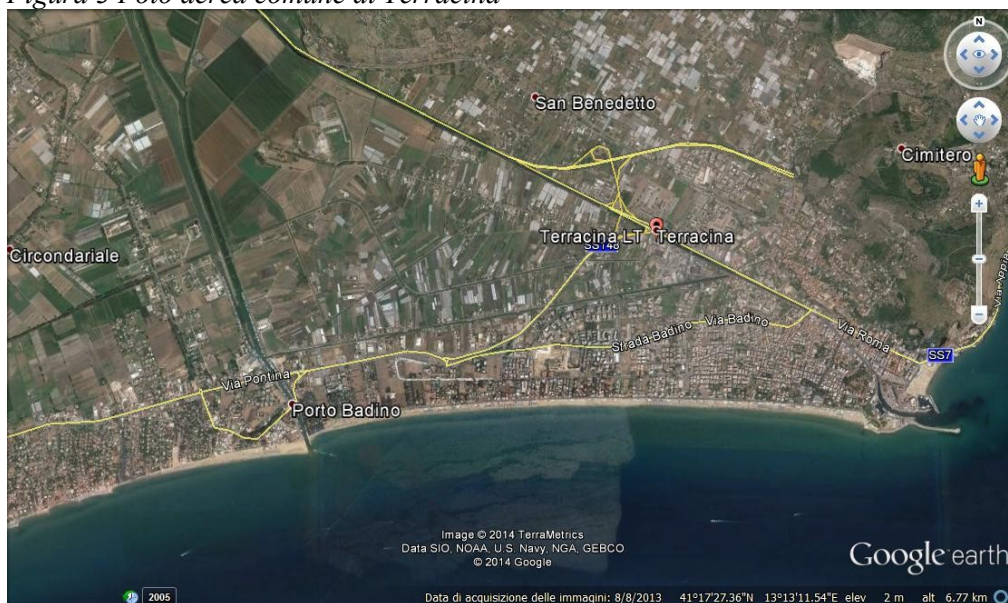 Figura 3 Foto aerea comune di Terracina
N
San Benedetto
Cimitero
Terracina LT
Terracina
SS148
Circondariale
Via Appia
Strada Badino
Via Badino
Via Roma
SS7
Via Pontina
Porto Badino
Image © 2014 TerraMetrics
Data SIO, NOAA, U.S. Navy, NGA, GEBCO
© 2014 Google
Google earth
2005
Data di acquisizione delle immagini: 8/8/2013 41°17'27.36"N 13°13'11.54"E elev 2 m alt 6.77 km